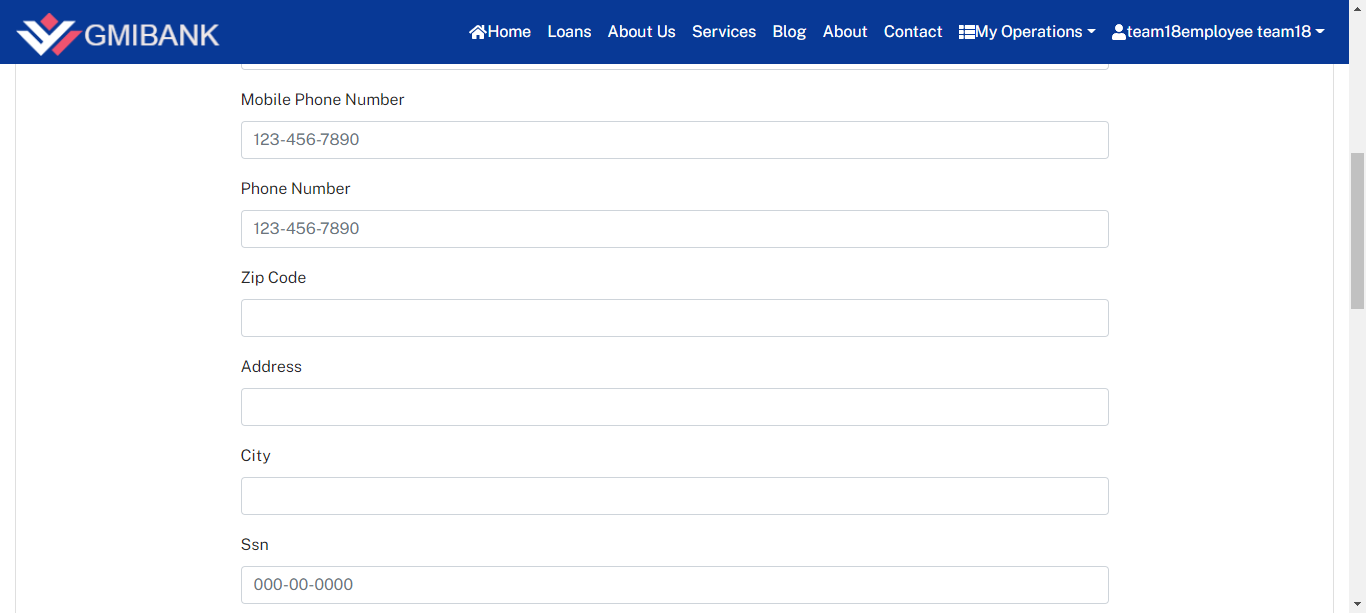 GMIBANK
Home Loans About Us Services Blog About Contact My Operations team18employee team18
Mobile Phone Number
123-456-7890
Phone Number
123-456-7890
Zip Code
Address
City
Ssn
000-00-0000